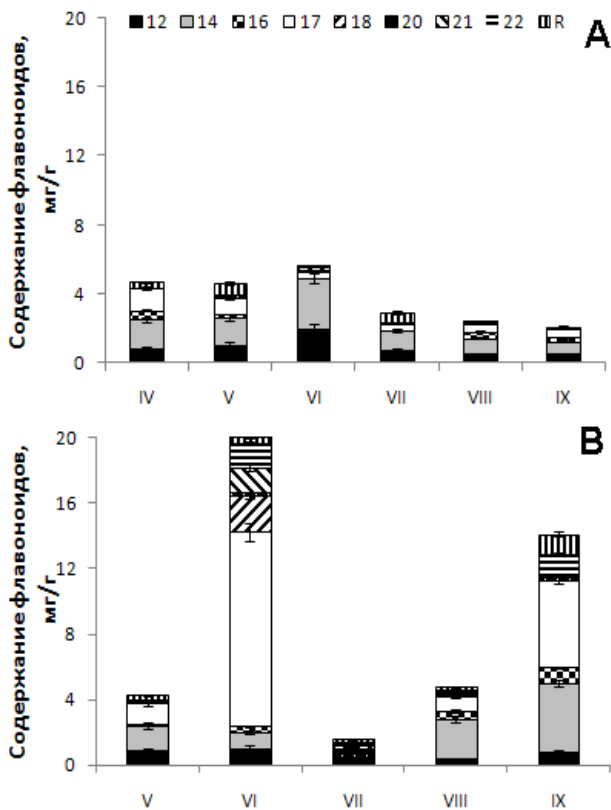 20 12 14 16 17 18 20 21 22 R A
16
12
8
4
0
Содержание флавоноидов,
мг/г
IV V VI VII VIII IX
20 B
16
12
8
4
0
Содержание флавоноидов,
мг/г
V VI VII VIII IX